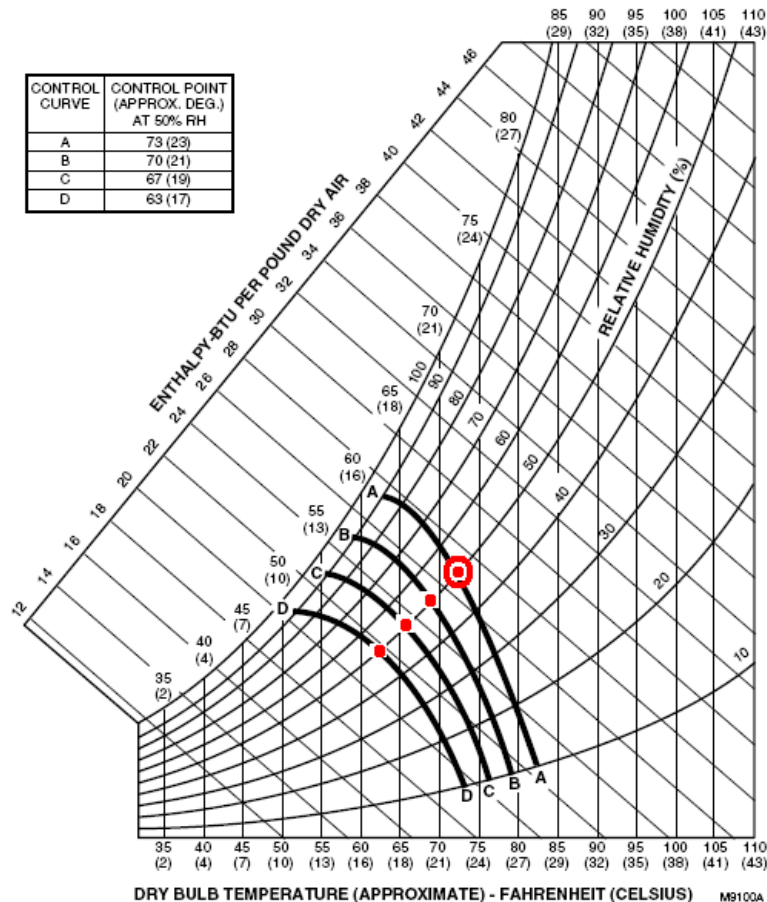 85 90 95 100 105 110
(29) (32) (35) (38) (41) (43)
CONTROL CURVE
CONTROL POINT
(APPROX. DEG.)
AT 50% RH
A 73 (23)
B 70 (21)
C 67 (19)
D 63 (17)
ENTHALPY-BTU PER POUND DRY AIR
12 14 16 18 20 22 24 26 28 30 32 34 36 38 40 42 44 46
80
(27)
75
(24)
70
(21)
65
(18)
60
(16)
55
(13)
50
(10)
45
(7)
40
(4)
35
(2)
RELATIVE HUMIDITY (%)
100 90 80 70 60 50 40 30 20 10
A
B
C
D
D C B A
35 40 45 50 55 60 65 70 75 80 85 90 95 100 105 110
(2) (4) (7) (10) (13) (16) (18) (21) (24) (27) (29) (32) (35) (38) (41) (43)
DRY BULB TEMPERATURE (APPROXIMATE) - FAHRENHEIT (CELSIUS) M9100A